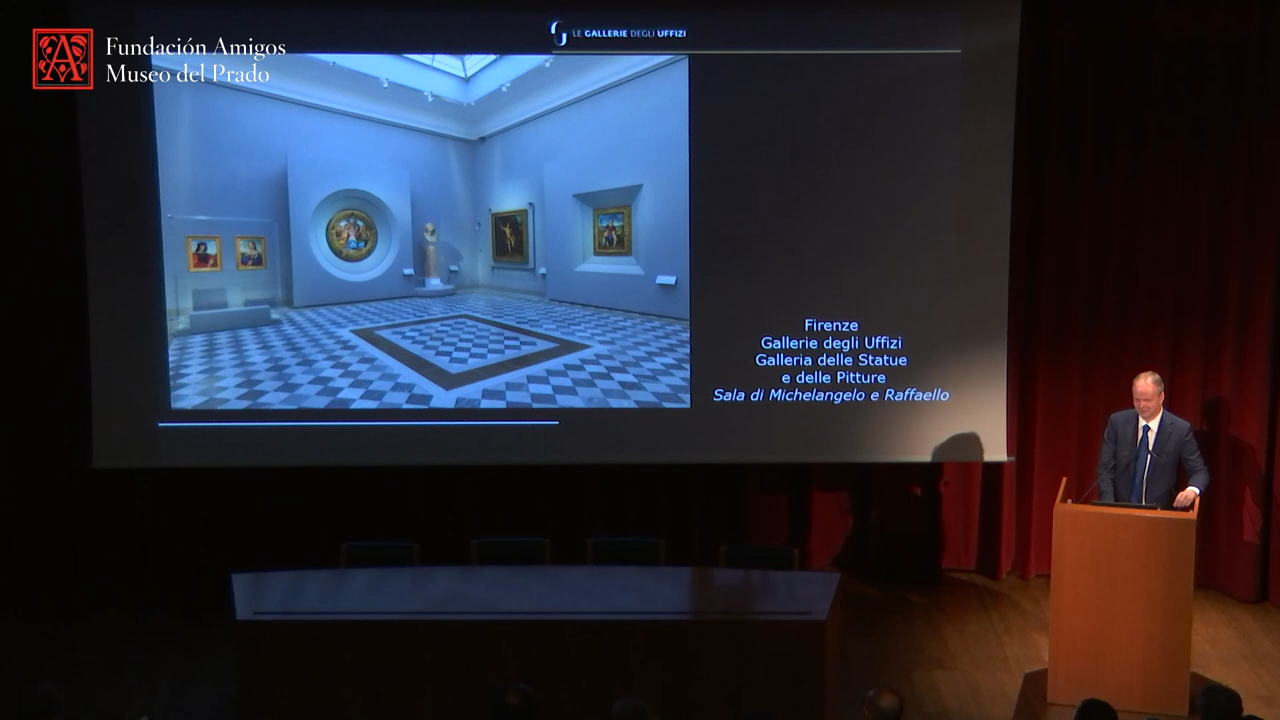 Fundación Amigos
Museo del Prado
LE GALLERIE DEGLI UFFIZI
Firenze
Gallerie degli Uffizi
Galleria delle Statue
e delle Pitture
Sala di Michelangelo e Raffaello